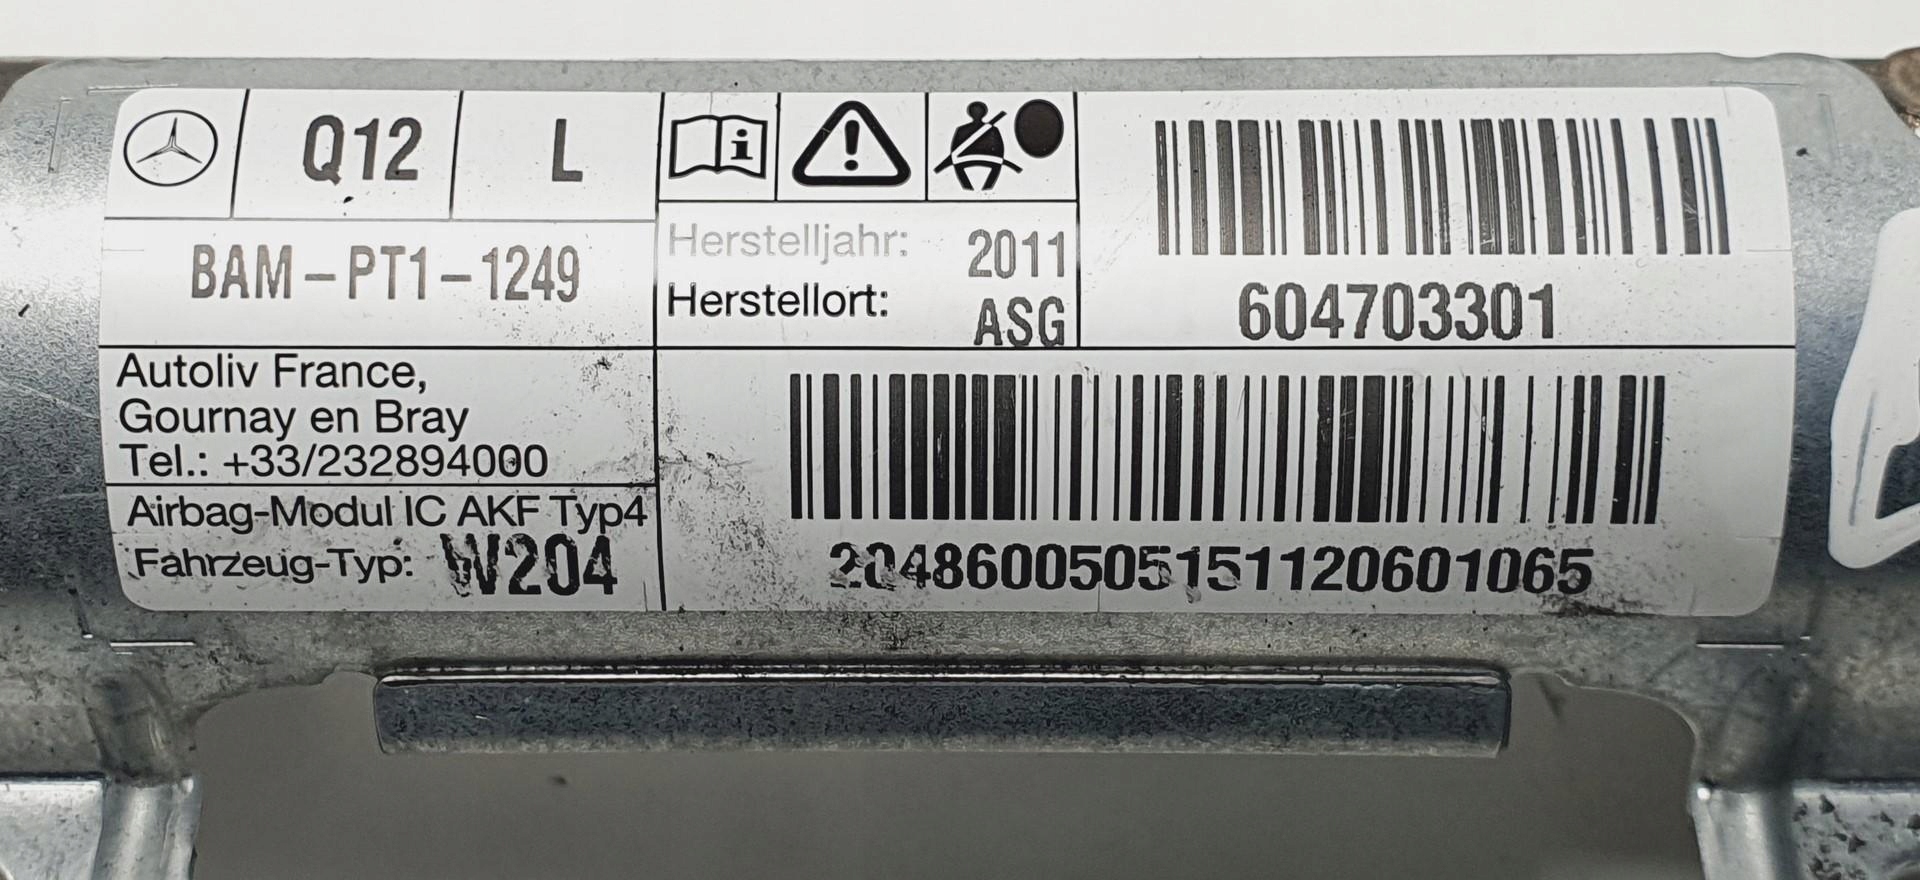 Q12 L
BAM-PT1-1249
Autoliv France,
Gournay en Bray
Tel.: +33/232894000
Airbag-Modul IC AKF Typ4
Fahrzeug-Typ: W204
i
!
Herstelljahr: 2011
Herstellort: ASG
604703301
2048600505151120601065